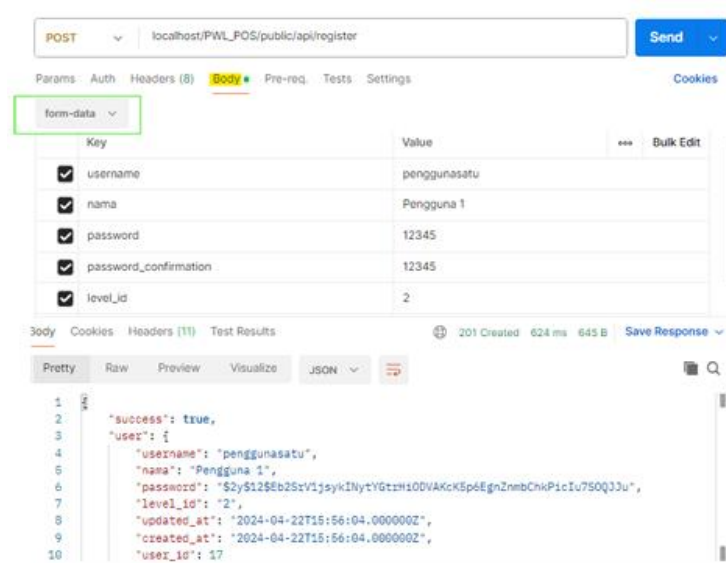 POST localhost/PWL_POS/public/api/register Send
Params Auth Headers (8) Body Pre-req. Tests Settings Cookies
form-data
Key Value Bulk Edit
username penggunasatu
nama Pengguna 1
password 12345
password_confirmation 12345
level_id 2
Body Cookies Headers (11) Test Results 201 Created 624 ms 645 B Save Response
Pretty Raw Preview Visualize JSON
1 {
2 "success": true,
3 "user": {
4 "username": "penggunasatu",
5 "nama": "Pengguna 1",
6 "password":
7 "level_id": "2",
8 "updated_at": "2024-04-22T15:56:04.000000Z",
9 "created_at": "2024-04-22T15:56:04.000000Z",
10 "user_id": 17